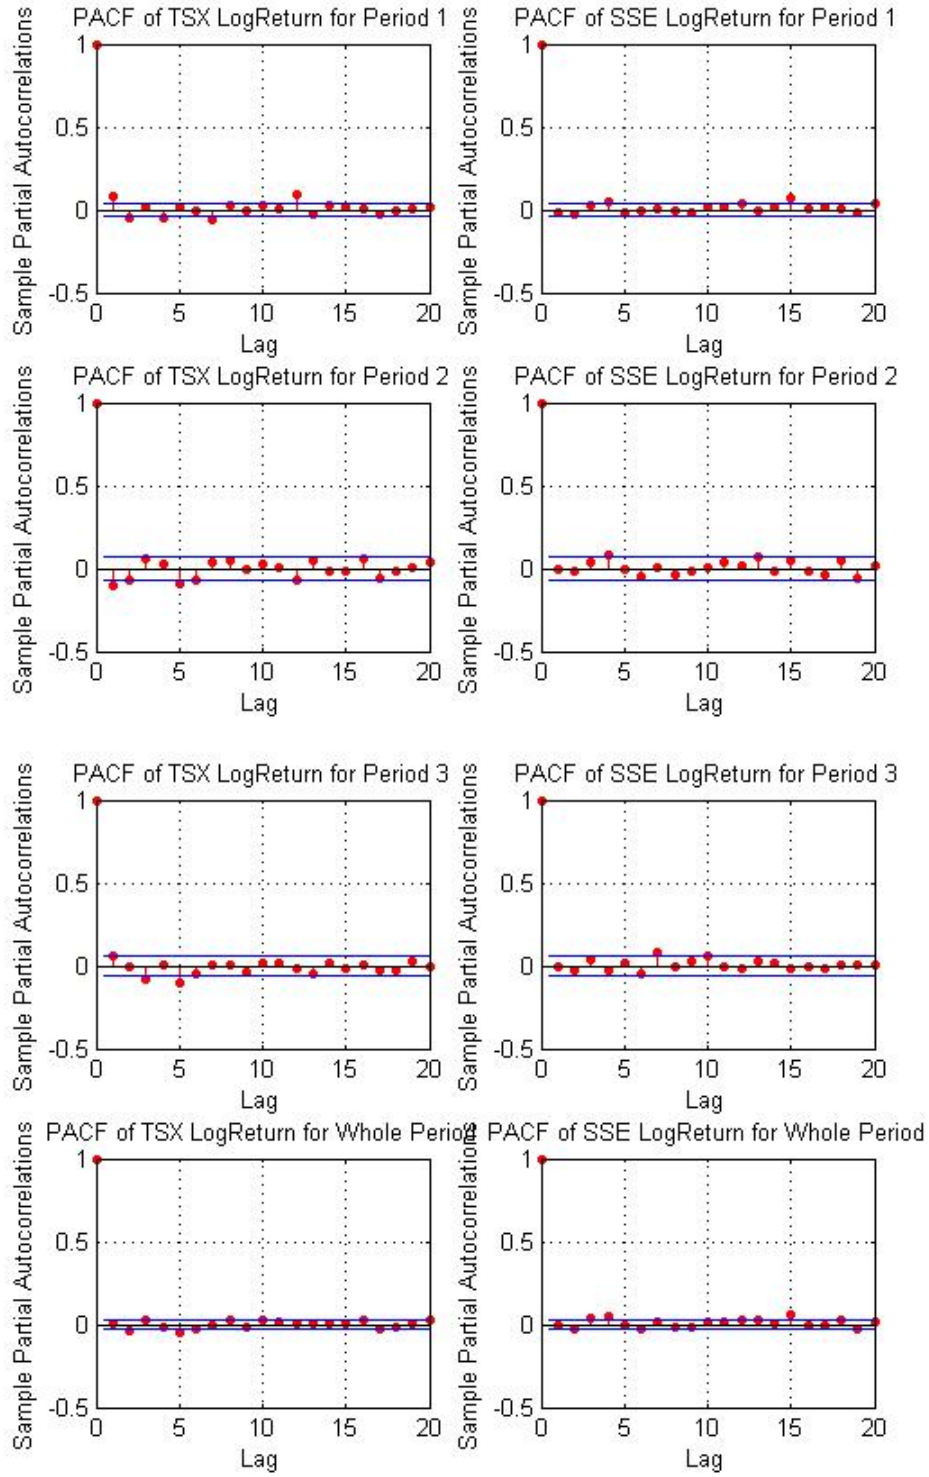 PACF of TSX LogReturn for Period 1
Sample Partial Autocorrelations
1
0.5
0
-0.5
0 5 10 15 20
Lag
PACF of SSE LogReturn for Period 1
Sample Partial Autocorrelations
1
0.5
0
-0.5
0 5 10 15 20
Lag
PACF of TSX LogReturn for Period 2
Sample Partial Autocorrelations
1
0.5
0
-0.5
0 5 10 15 20
Lag
PACF of SSE LogReturn for Period 2
Sample Partial Autocorrelations
1
0.5
0
-0.5
0 5 10 15 20
Lag
PACF of TSX LogReturn for Period 3
Sample Partial Autocorrelations
1
0.5
0
-0.5
0 5 10 15 20
Lag
PACF of SSE LogReturn for Period 3
Sample Partial Autocorrelations
1
0.5
0
-0.5
0 5 10 15 20
Lag
PACF of TSX LogReturn for Whole Period
Sample Partial Autocorrelations
1
0.5
0
-0.5
0 5 10 15 20
Lag
PACF of SSE LogReturn for Whole Period
Sample Partial Autocorrelations
1
0.5
0
-0.5
0 5 10 15 20
Lag